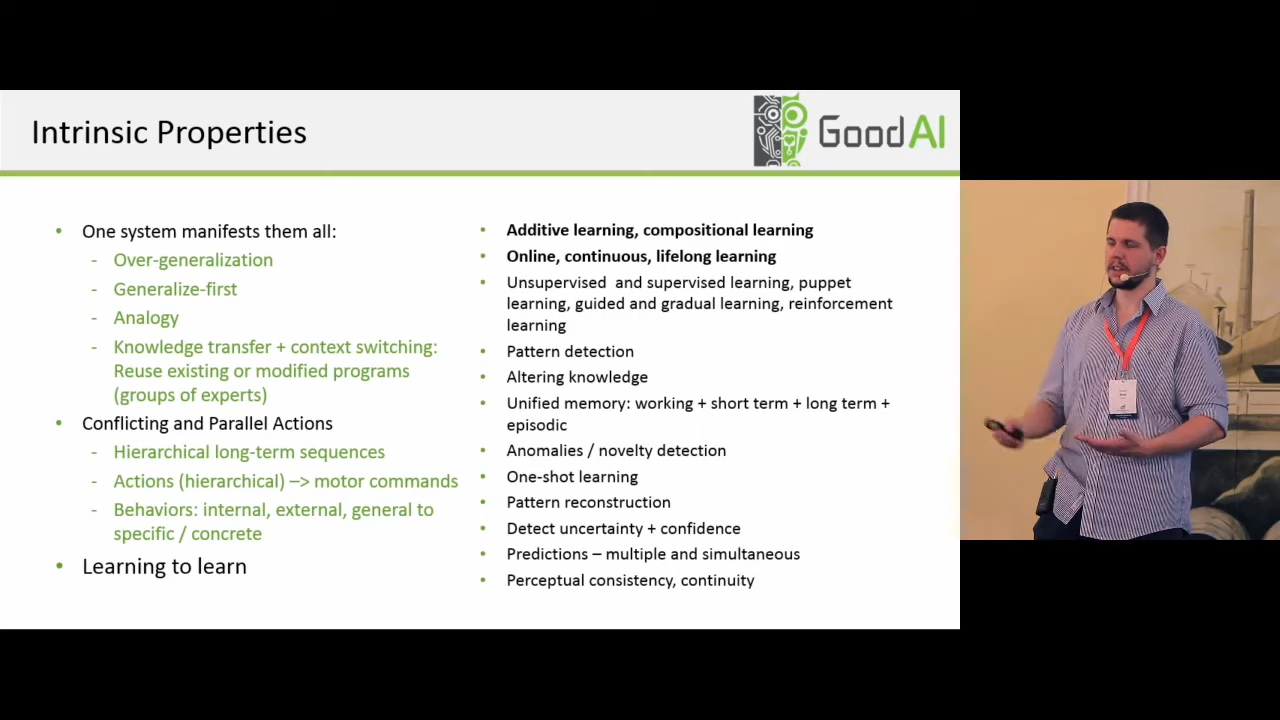 Intrinsic Properties
GoodAI
• One system manifests them all:
- Over-generalization
- Generalize-first
- Analogy
- Knowledge transfer + context switching:
Reuse existing or modified programs
(groups of experts)
• Conflicting and Parallel Actions
- Hierarchical long-term sequences
- Actions (hierarchical) –> motor commands
- Behaviors: internal, external, general to
specific / concrete
• Learning to learn
• Additive learning, compositional learning
• Online, continuous, lifelong learning
• Unsupervised and supervised learning, puppet
learning, guided and gradual learning, reinforcement
learning
• Pattern detection
• Altering knowledge
• Unified memory: working + short term + long term +
episodic
• Anomalies / novelty detection
• One-shot learning
• Pattern reconstruction
• Detect uncertainty + confidence
• Predictions – multiple and simultaneous
• Perceptual consistency, continuity